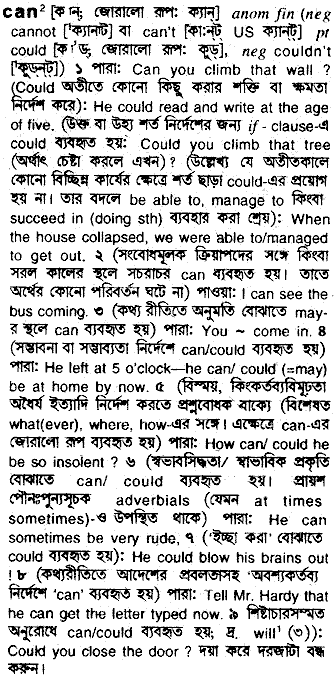 can² [কান্; জোরালো রূপ: ক্যান্] anom fin (neg
cannot ['ক্যানট্] বা can't [কা:ন্ট্ US ক্যান্ট্] pt
could [কাড্, জোরালো রূপ: কূড্], neg couldn't
['কুড্নট্]) ১ পারা: Can you climb that wall ?
(Could অতীতে কোনো কিছু করার শক্তি বা ক্ষমতা
নির্দেশ করে): He could read and write at the age
of five. (উক্ত বা উহ্য শর্ত নির্দেশের জন্য if - clause-এ
could ব্যবহৃত হয়: Could you climb that tree
(অর্থাৎ চেষ্টা করলে এখন) ? (উল্লেখ্য যে অতীতকালে
কোনো বিচ্ছিন্ন কার্যের ক্ষেত্রে শর্ত ছাড়া could-এর প্রয়োগ
হয় না। তার বদলে be able to, manage to কিংবা
succeed in (doing sth) ব্যবহার করা শ্রেয়): When
the house collapsed, we were able to/managed
to get out. ২ (সংবোধমূলক ক্রিয়াপদের সঙ্গে কিংবা
সরল কালের স্থলে সচরাচর can ব্যবহৃত হয়। তাতে
অর্থের কোনো পরিবর্তন ঘটে না) পাওয়া: I can see the
bus coming. ৩ (কথ্য রীতিতে অনুমতি বোঝাতে may-
র স্থলে can ব্যবহৃত হয়) পারা: You ~ come in. ৪
(সম্ভাবনা বা সম্ভাব্যতা নির্দেশে can/could ব্যবহৃত হয়)
পারা: He left at 5 o'clock—he can/ could (=may)
be at home by now. ৫ (বিস্ময়, কিংকর্তব্যবিমূঢ়তা
অধৈর্য ইত্যাদি নির্দেশ করতে প্রশ্নবোধক বাক্যে (বিশেষত
what(ever), where, how-এর সঙ্গে। এক্ষেত্রে can-এর
জোরালো রূপ ব্যবহৃত হয়) পারা: How can/ could he
be so insolent ? ৬ (স্বভাবসিদ্ধতা/ স্বাভাবিক প্রকৃতি
বোঝাতে can/ could ব্যবহৃত হয়। প্রায়শ
পৌনঃপুন্যসূচক adverbials (যেমন at times
sometimes)-ও উপস্থিত থাকে) পারা: He can
sometimes be very rude, ৭ ('ইচ্ছা করা' বোঝাতে
could ব্যবহৃত হয়): He could blow his brains out
! ৮ (কথ্যরীতিতে আদেশের প্রবলতাসহ 'অবশ্যকর্তব্য
নির্দেশে 'can' ব্যবহৃত হয়) পারা: Tell Mr. Hardy that
he can get the letter typed now. ৯ শিষ্টাচারসম্মত
অনুরোধে can/could ব্যবহৃত হয়; দ্র. will¹ (৩)):
Could you close the door ? দয়া করে দরজাটা বন্ধ
করুন।